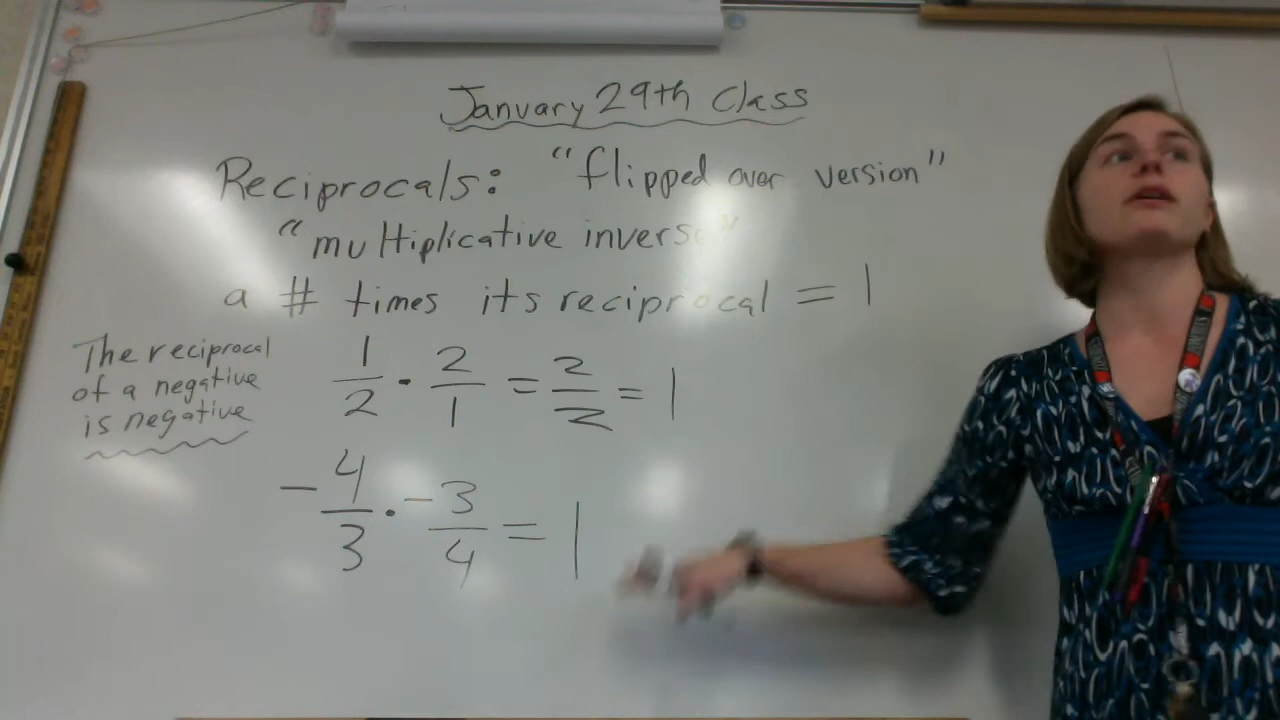 January 29th Class
Reciprocals: "flipped over version"
"multiplicative inverse"
a # times its reciprocal = 1
The reciprocal
of a negative
is negative
1/2 · 2/1 = 2/2 = 1
-4/3 · -3/4 = 1